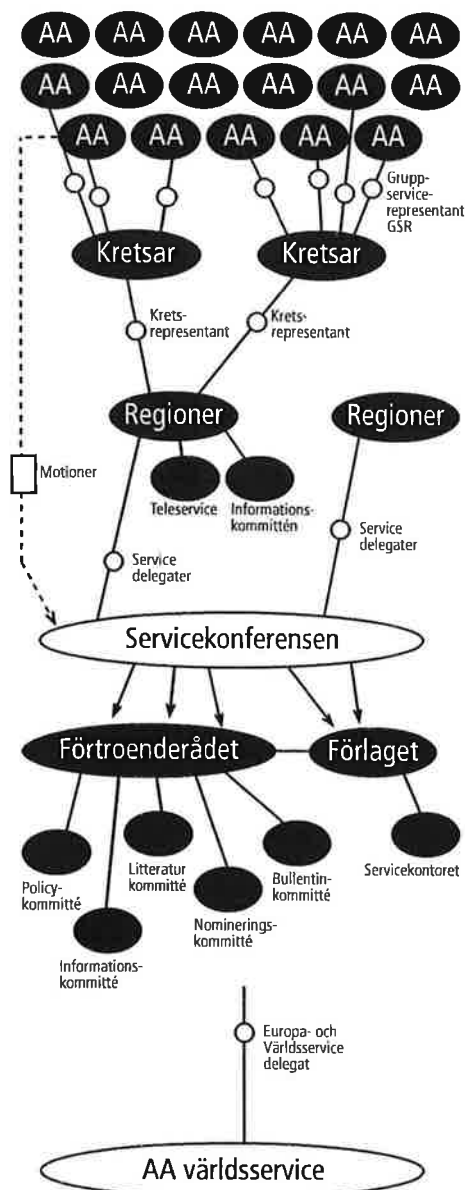 AA AA AA AA AA AA
AA AA AA AA AA AA
AA AA AA AA AA
Grupp-
service-
representant
GSR
Kretsar Kretsar
Krets-
representant
Krets-
representant
Regioner Regioner
Motioner
Teleservice
Informations-
kommittén
Service
delegater
Service
delegater
Servicekonferensen
Förtroenderådet Förlaget
Policy-
kommitté
Litteratur
kommitté
Bullentin-
kommitté
Servicekontoret
Informations-
kommitté
Nominerings-
kommitté
Europa- och
Världsservice
delegat
AA världsservice